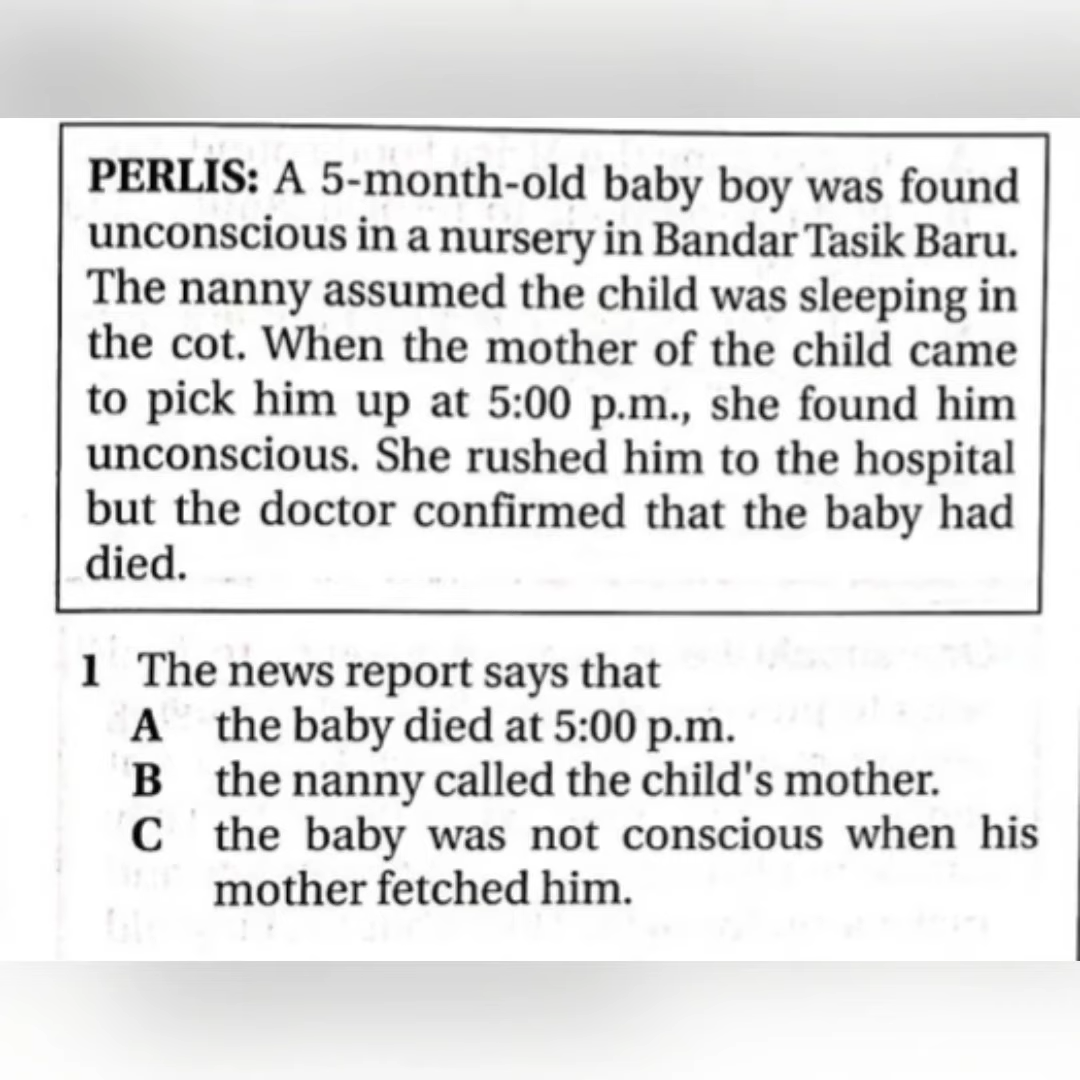 PERLIS: A 5-month-old baby boy was found
unconscious in a nursery in Bandar Tasik Baru.
The nanny assumed the child was sleeping in
the cot. When the mother of the child came
to pick him up at 5:00 p.m., she found him
unconscious. She rushed him to the hospital
but the doctor confirmed that the baby had
died.
1 The news report says that
A the baby died at 5:00 p.m.
B the nanny called the child's mother.
C the baby was not conscious when his
mother fetched him.